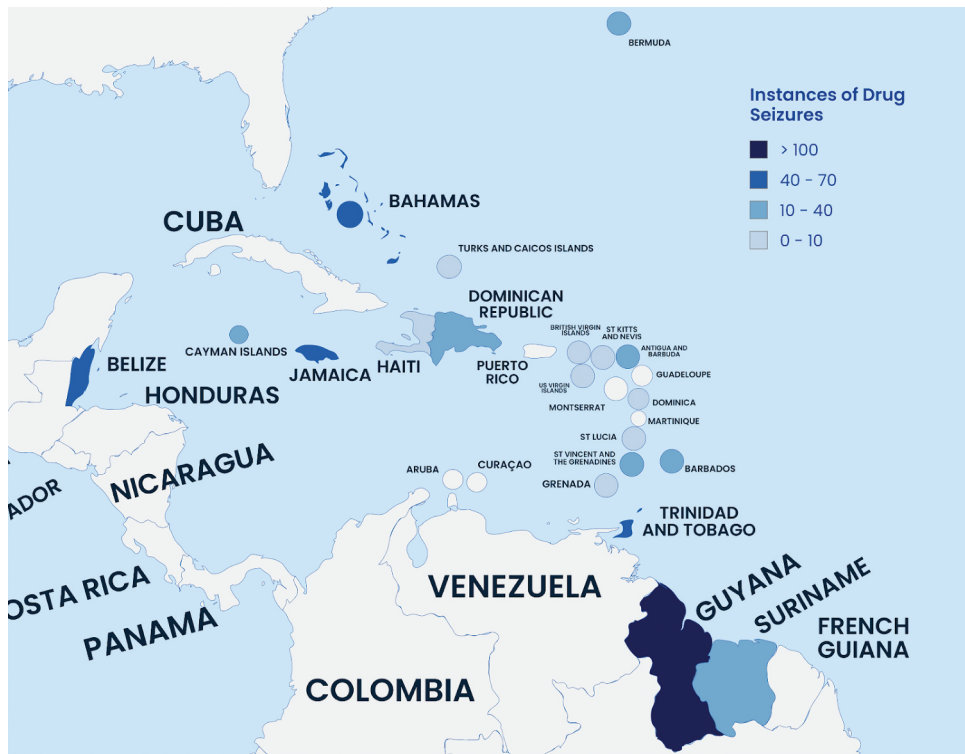 BERMUDA
Instances of Drug
Seizures
> 100
40 - 70
10 - 40
0 - 10
BAHAMAS
CUBA
TURKS AND CAICOS ISLANDS
DOMINICAN
REPUBLIC
BRITISH VIRGIN
ISLANDS
ST KITTS
AND NEVIS
ANTIGUA AND
BARBUDA
CAYMAN ISLANDS
BELIZE
JAMAICA
HAITI
PUERTO
RICO
GUADELOUPE
US VIRGIN
ISLANDS
HONDURAS
MONTSERRAT
DOMINICA
MARTINIQUE
ST LUCIA
ST VINCENT AND
THE GRENADINES
BARBADOS
NICARAGUA
ARUBA
CURAÇAO
GRENADA
ADOR
TRINIDAD
AND TOBAGO
OSTA RICA
VENEZUELA
GUYANA
SURINAME
PANAMA
FRENCH
GUIANA
COLOMBIA